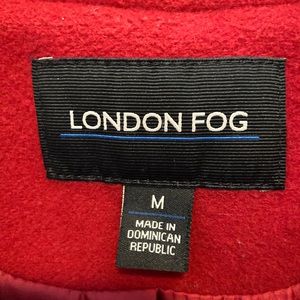 LONDON FOG
M
MADE IN
DOMINICAN
REPUBLIC